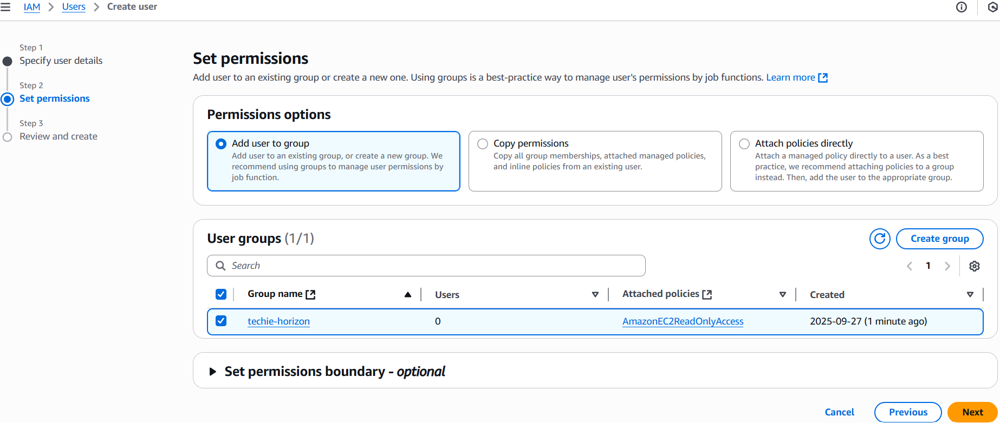 IAM > Users > Create user
Step 1
Specify user details
Step 2
Set permissions
Step 3
Review and create
Set permissions
Add user to an existing group or create a new one. Using groups is a best-practice way to manage user's permissions by job functions. Learn more
Permissions options
Add user to group
Add user to an existing group, or create a new group. We
recommend using groups to manage user permissions by
job function.
Copy permissions
Copy all group memberships, attached managed policies,
and inline policies from an existing user.
Attach policies directly
Attach a managed policy directly to a user. As a best
practice, we recommend attaching policies to a group
instead. Then, add the user to the appropriate group.
User groups (1/1)
Create group
Search
1
Group name Users Attached policies Created
techie-horizon 0 AmazonEC2ReadOnlyAccess 2025-09-27 (1 minute ago)
Set permissions boundary - optional
Cancel Previous Next